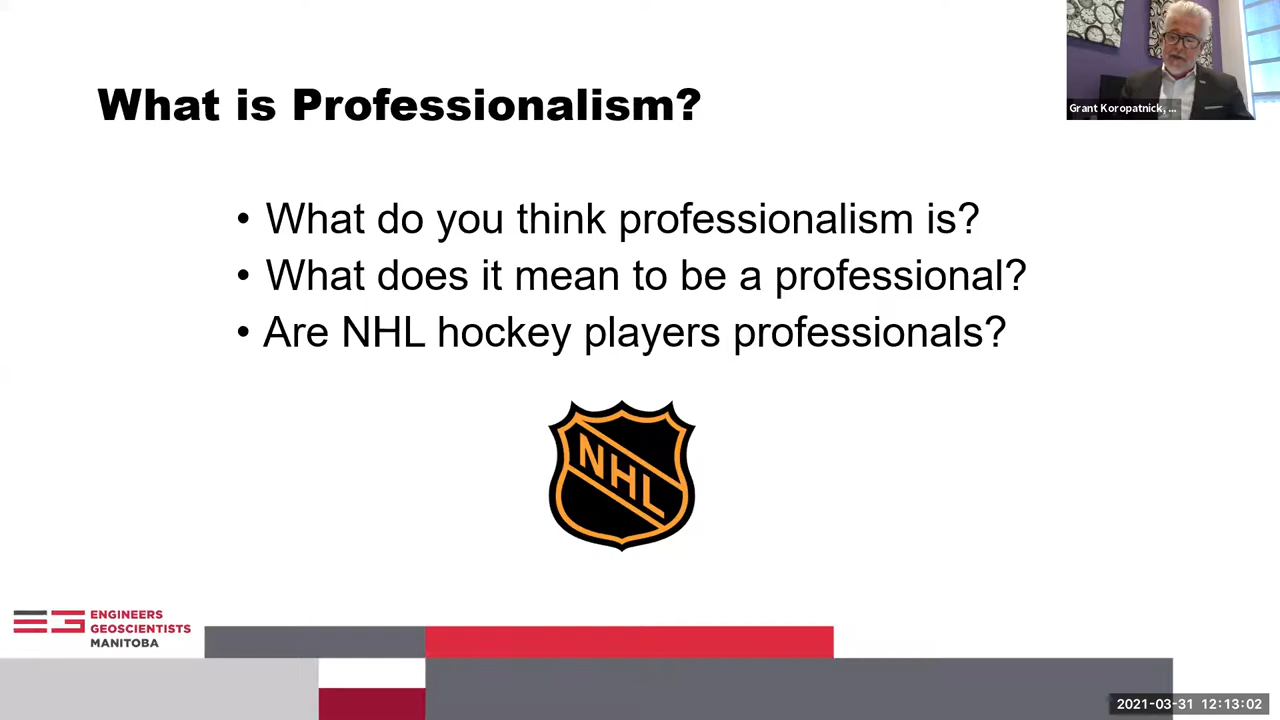 What is Professionalism?
Grant Koropatnick, ...
• What do you think professionalism is?
• What does it mean to be a professional?
• Are NHL hockey players professionals?
NHL
ENGINEERS
GEOSCIENTISTS
MANITOBA
2021-03-31 12:13:02